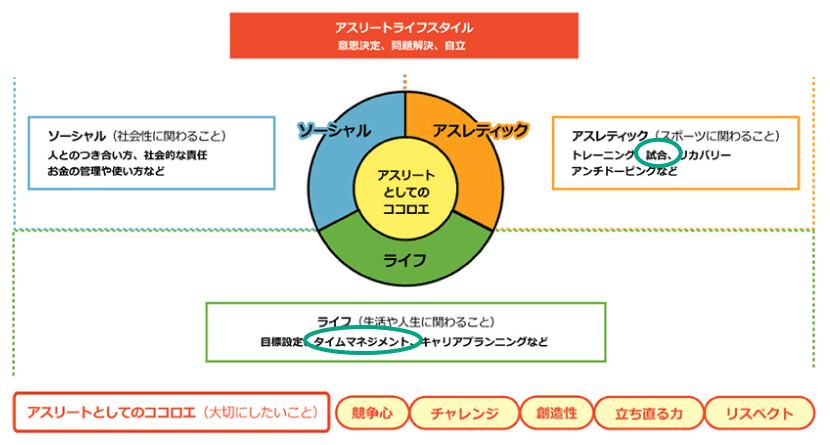 アスリートライフスタイル
意思決定、問題解決、自立
ソーシャル（社会性に関わること）
人とのつき合い方、社会的な責任
お金の管理や使い方など
ソーシャル
アスレティック
アスレティック（スポーツに関わること）
トレーニング、試合、リカバリー
アンチドーピングなど
アスリート
としての
ココロエ
ライフ
ライフ（生活や人生に関わること）
目標設定、タイムマネジメント、キャリアプランニングなど
アスリートとしてのココロエ（大切にしたいこと）
競争心
チャレンジ
創造性
立ち直る力
リスペクト